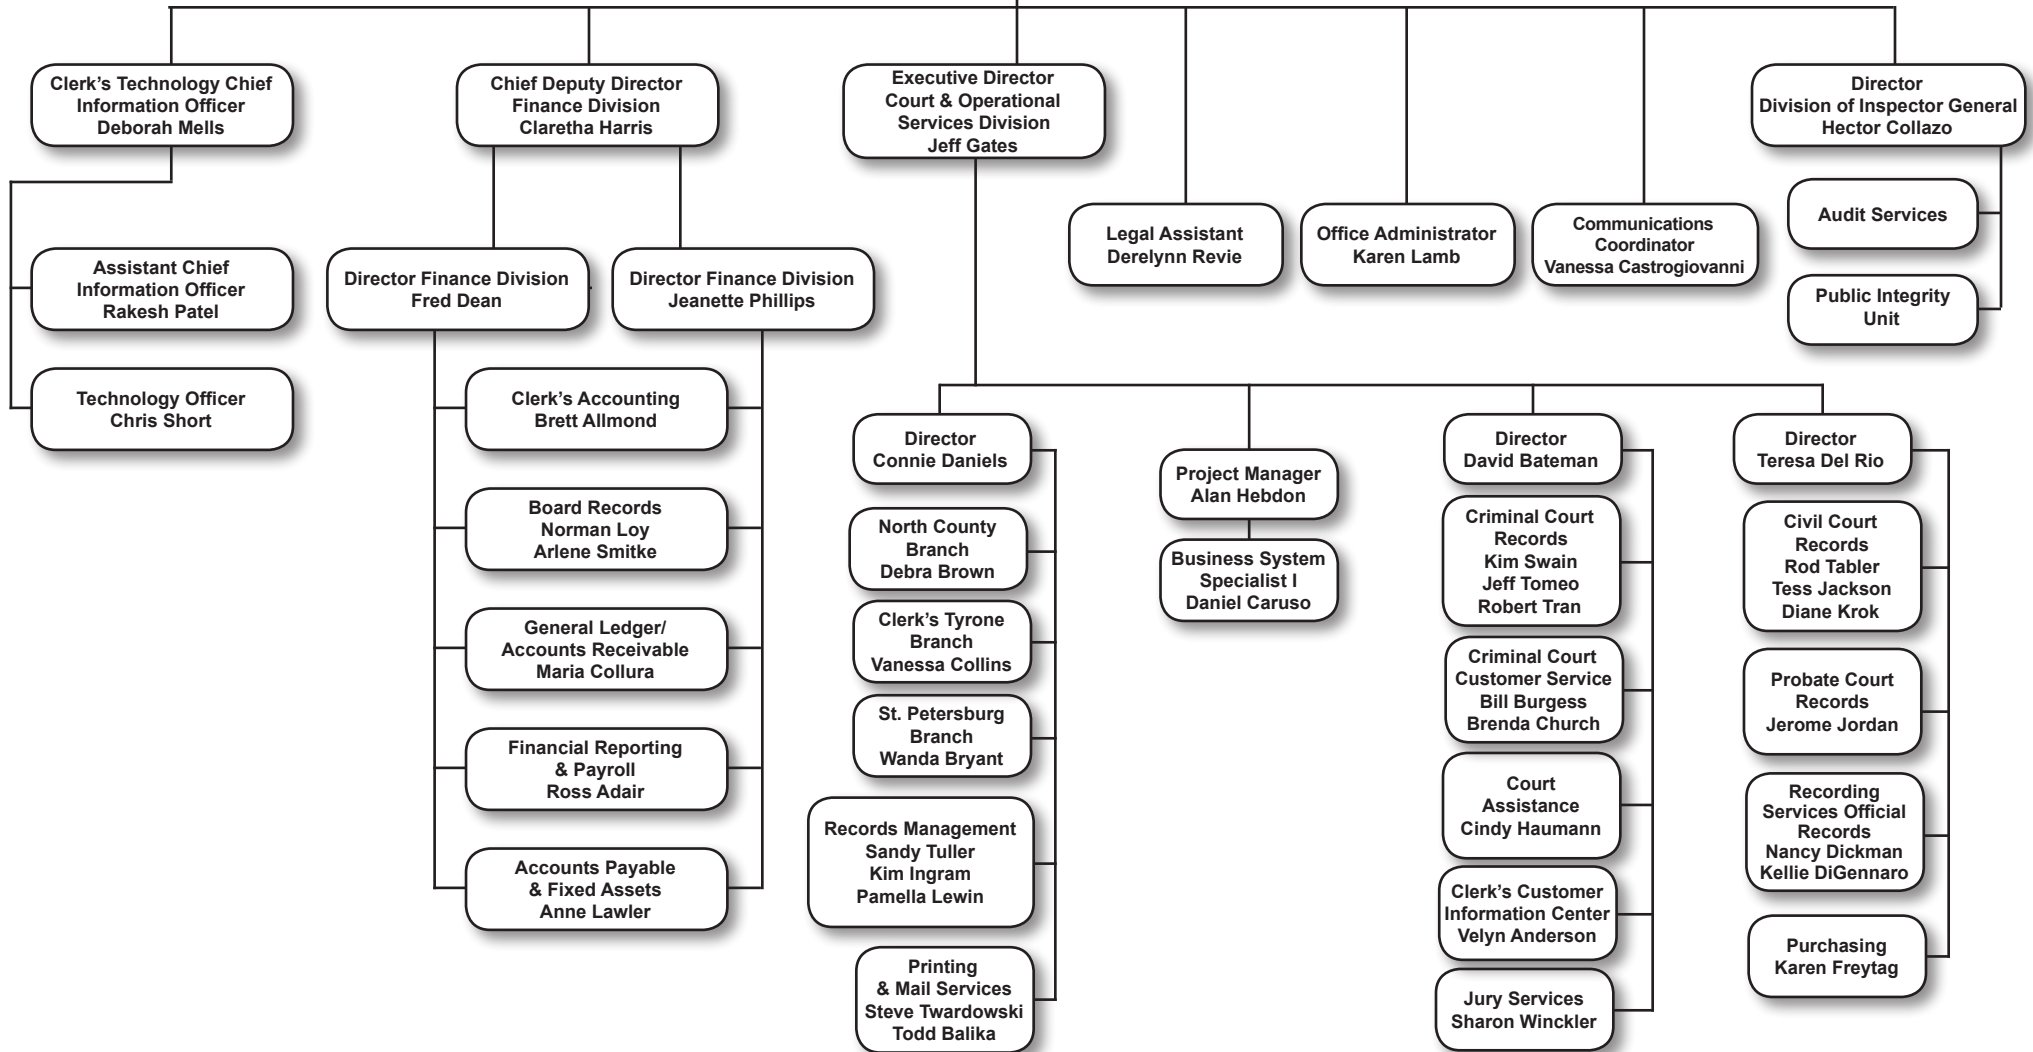 Clerk's Technology Chief
Information Officer
Deborah Mells
Chief Deputy Director
Finance Division
Claretha Harris
Executive Director
Court & Operational
Services Division
Jeff Gates
Director
Division of Inspector General
Hector Collazo
Legal Assistant
Derelynn Revie
Office Administrator
Karen Lamb
Communications
Coordinator
Vanessa Castrogiovanni
Audit Services
Public Integrity
Unit
Assistant Chief
Information Officer
Rakesh Patel
Technology Officer
Chris Short
Director Finance Division
Fred Dean
Director Finance Division
Jeanette Phillips
Clerk's Accounting
Brett Allmond
Board Records
Norman Loy
Arlene Smitke
General Ledger/
Accounts Receivable
Maria Collura
Financial Reporting
& Payroll
Ross Adair
Accounts Payable
& Fixed Assets
Anne Lawler
Director
Connie Daniels
North County
Branch
Debra Brown
Clerk's Tyrone
Branch
Vanessa Collins
St. Petersburg
Branch
Wanda Bryant
Records Management
Sandy Tuller
Kim Ingram
Pamella Lewin
Printing
& Mail Services
Steve Twardowski
Todd Balika
Project Manager
Alan Hebdon
Business System
Specialist I
Daniel Caruso
Director
David Bateman
Criminal Court
Records
Kim Swain
Jeff Tomeo
Robert Tran
Criminal Court
Customer Service
Bill Burgess
Brenda Church
Court
Assistance
Cindy Haumann
Clerk's Customer
Information Center
Velyn Anderson
Jury Services
Sharon Winckler
Director
Teresa Del Rio
Civil Court
Records
Rod Tabler
Tess Jackson
Diane Krok
Probate Court
Records
Jerome Jordan
Recording
Services Official
Records
Nancy Dickman
Kellie DiGennaro
Purchasing
Karen Freytag